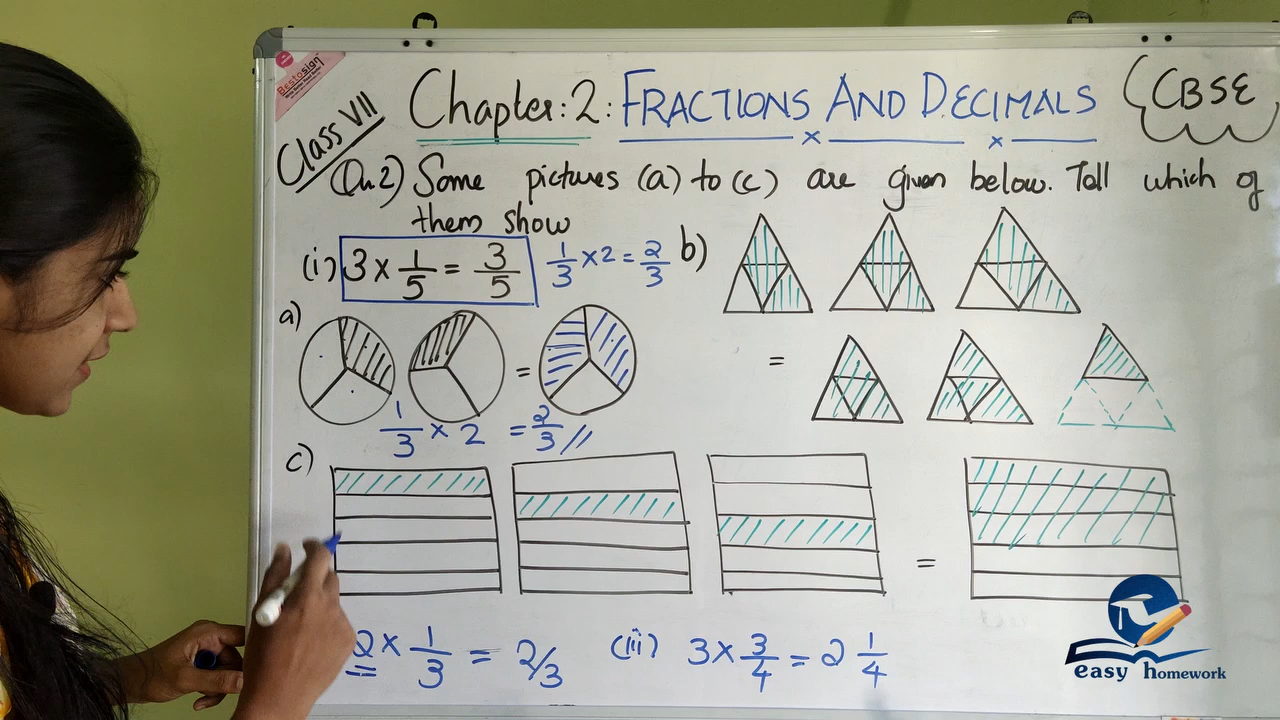 Bestosign
Class VII
Chapter: 2: FRACTIONS AND DECIMALS
CBSE
Qn 2) Some pictures (a) to (c) are given below. Tell which of
them show
(i) 3 × 1/5 = 3/5
1/3 × 2 = 2/3
b)
a)
=
=
1/3 × 2 = 2/3 //
c)
=
2 × 1/3 = 2/3
(iii) 3 × 3/4 = 2 1/4
easy homework